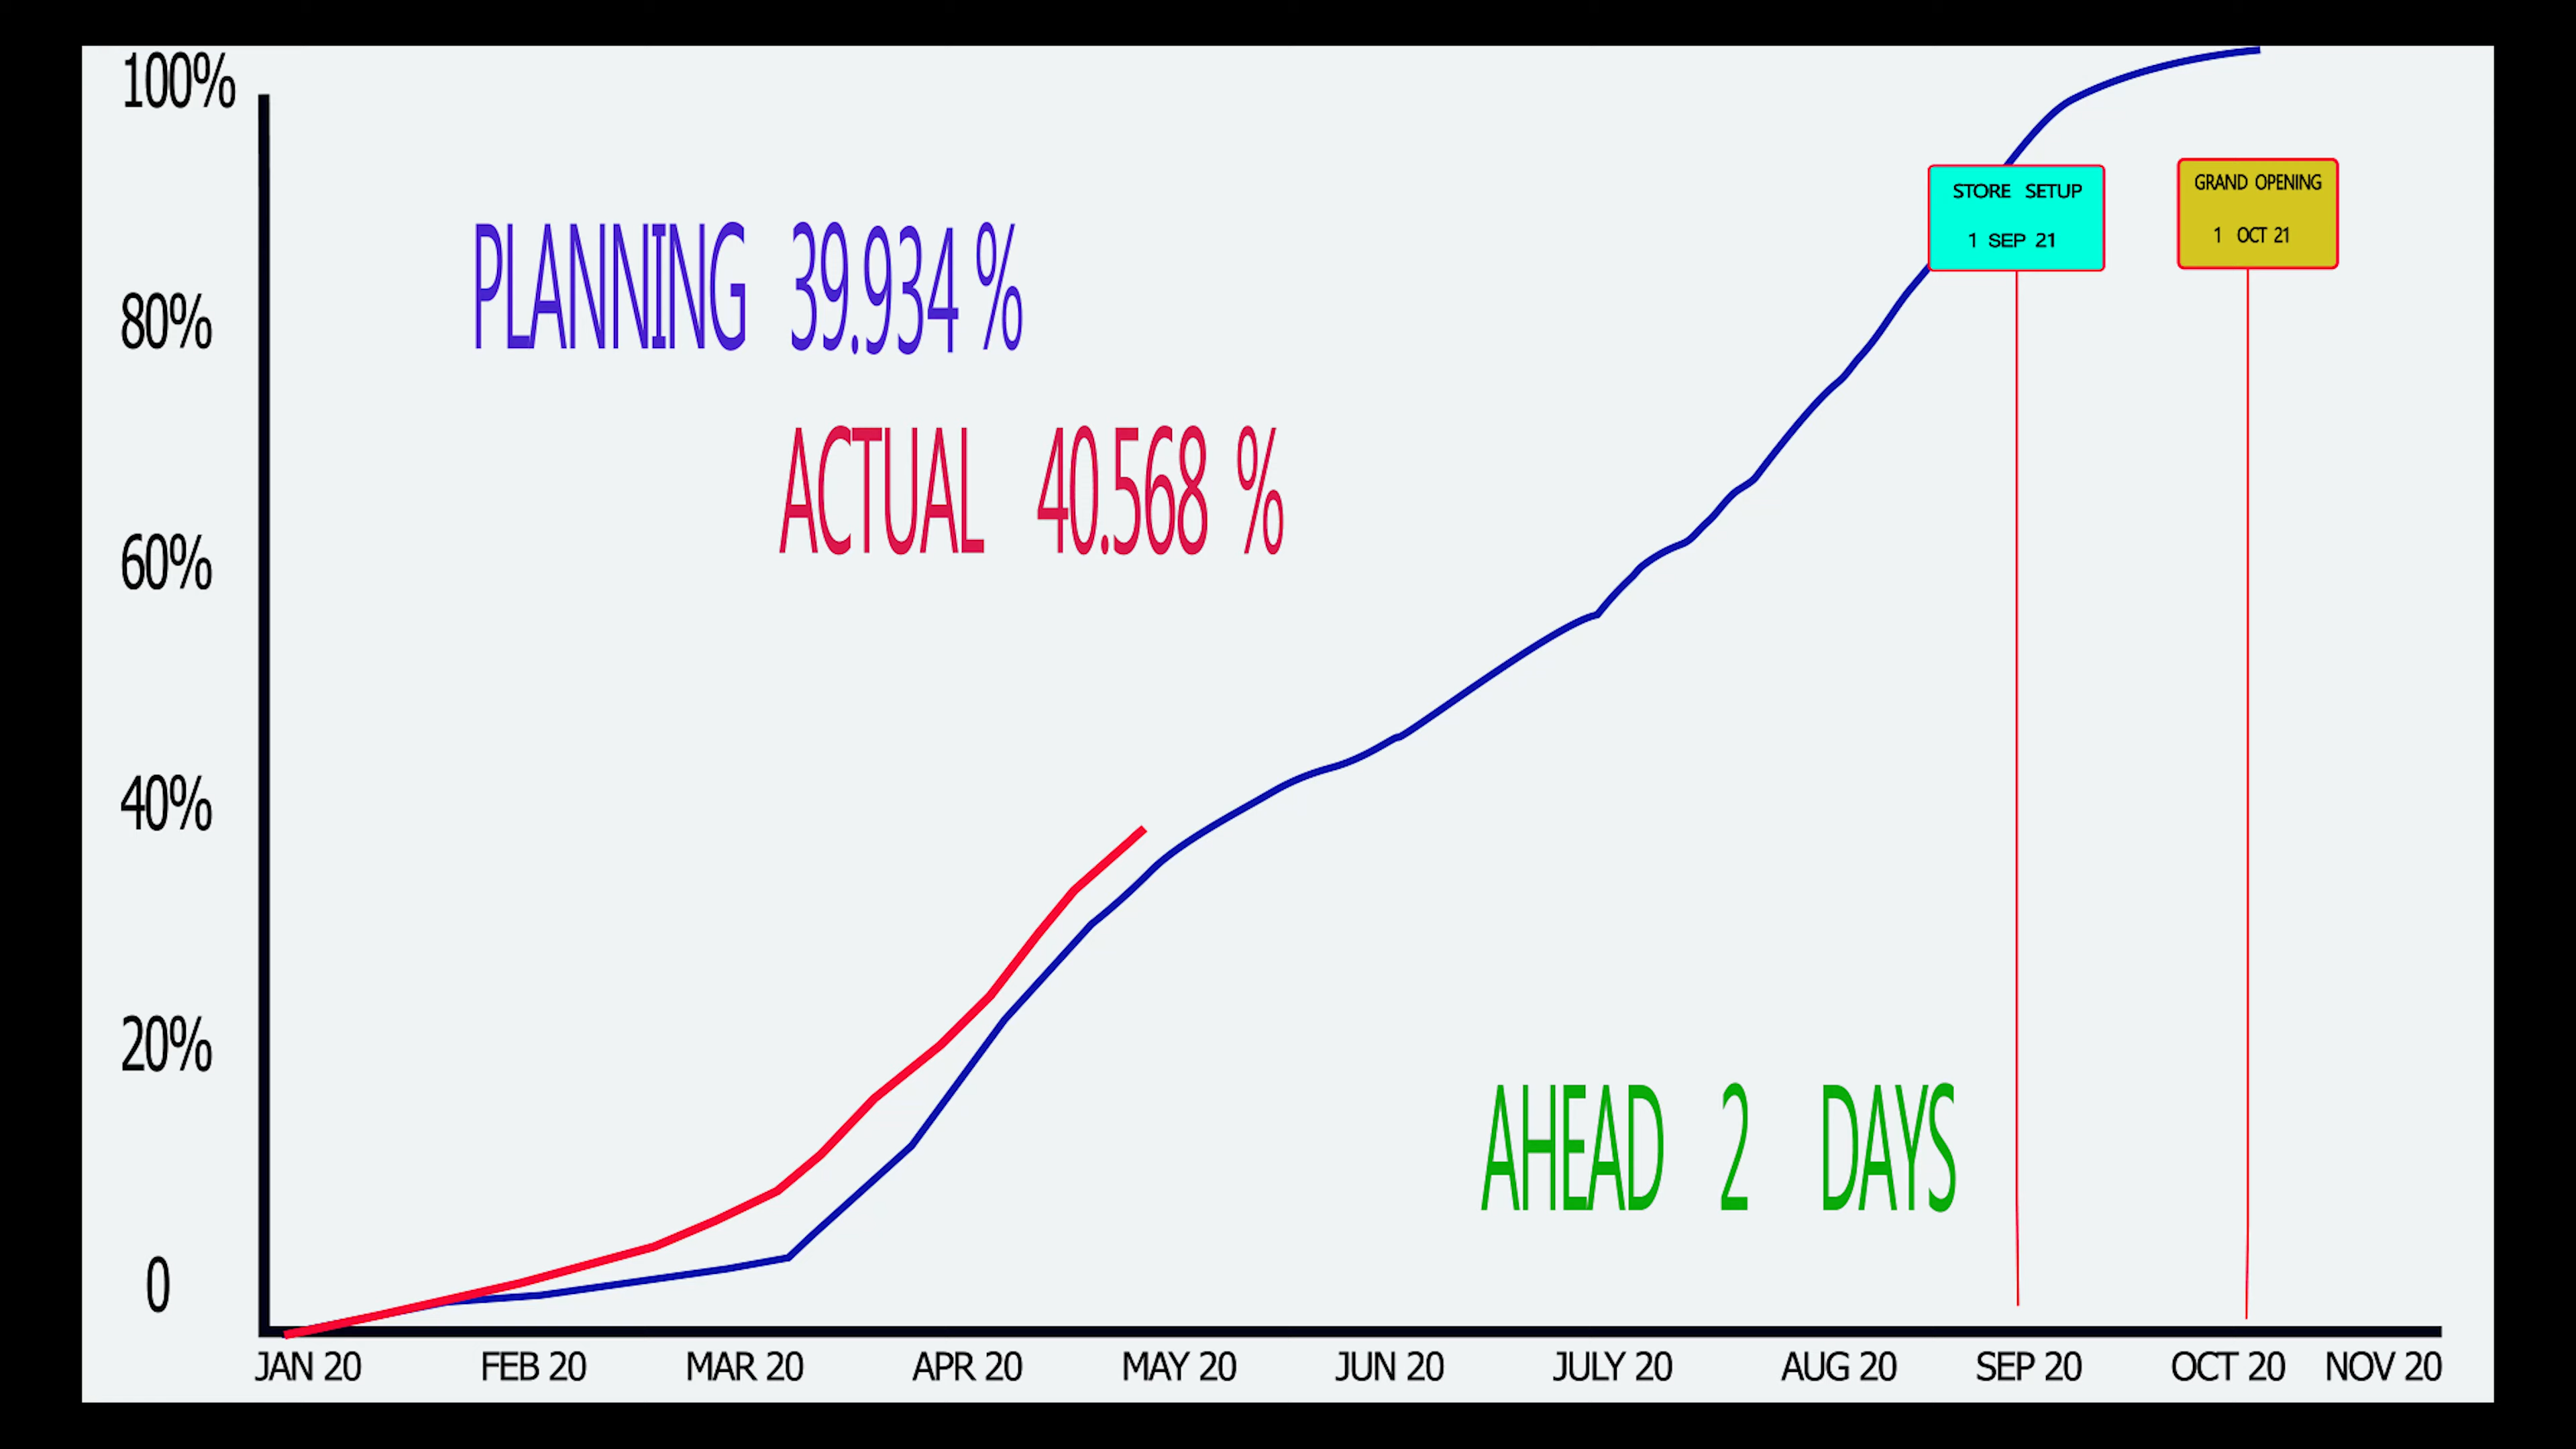 100%
80%
60%
40%
20%
0
PLANNING 39.934 %
ACTUAL 40.568 %
STORE SETUP
1 SEP 21
GRAND OPENING
1 OCT 21
AHEAD 2 DAYS
JAN 20 FEB 20 MAR 20 APR 20 MAY 20 JUN 20 JULY 20 AUG 20 SEP 20 OCT 20 NOV 20